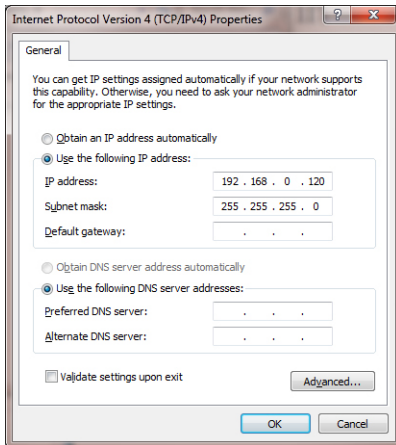 Internet Protocol Version 4 (TCP/IPv4) Properties
General
You can get IP settings assigned automatically if your network supports
this capability. Otherwise, you need to ask your network administrator
for the appropriate IP settings.
Obtain an IP address automatically
Use the following IP address:
IP address: 192 . 168 . 0 . 120
Subnet mask: 255 . 255 . 255 . 0
Default gateway: . . .
Obtain DNS server address automatically
Use the following DNS server addresses:
Preferred DNS server: . . .
Alternate DNS server: . . .
Validate settings upon exit
Advanced...
OK Cancel